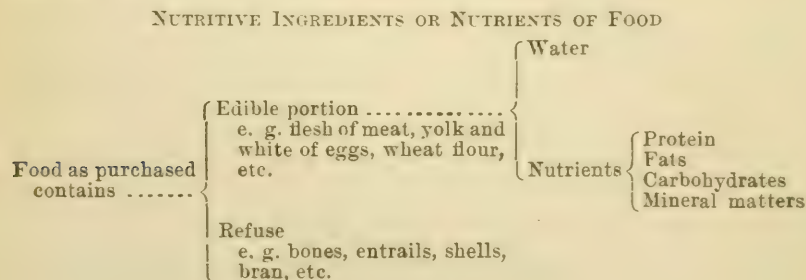 NUTRITIVE INGREDIENTS OR NUTRIENTS OF FOOD
Water
Edible portion ..............
e. g. flesh of meat, yolk and
white of eggs, wheat flour,
etc.
Food as purchased
contains .......
Nutrients
Protein
Fats
Carbohydrates
Mineral matters
Refuse
e. g. bones, entrails, shells,
bran, etc.